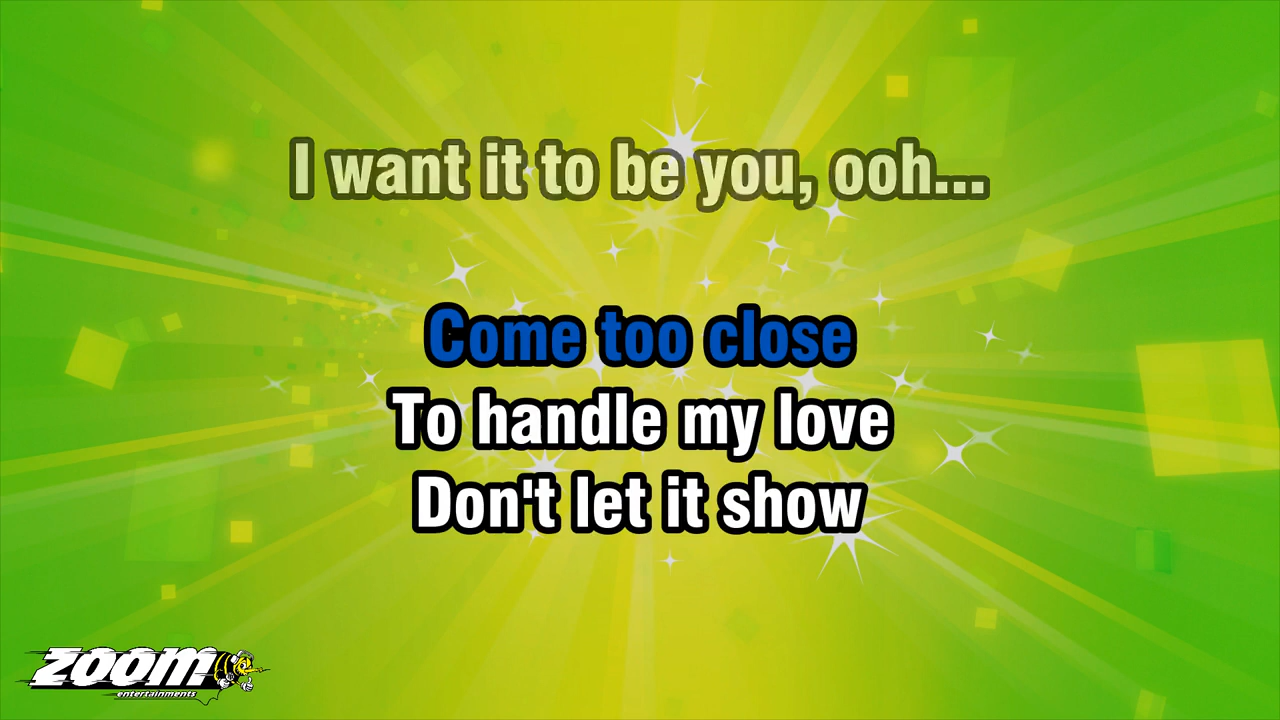 I want it to be you, ooh...
Come too close
To handle my love
Don't let it show
zoom
entertainments